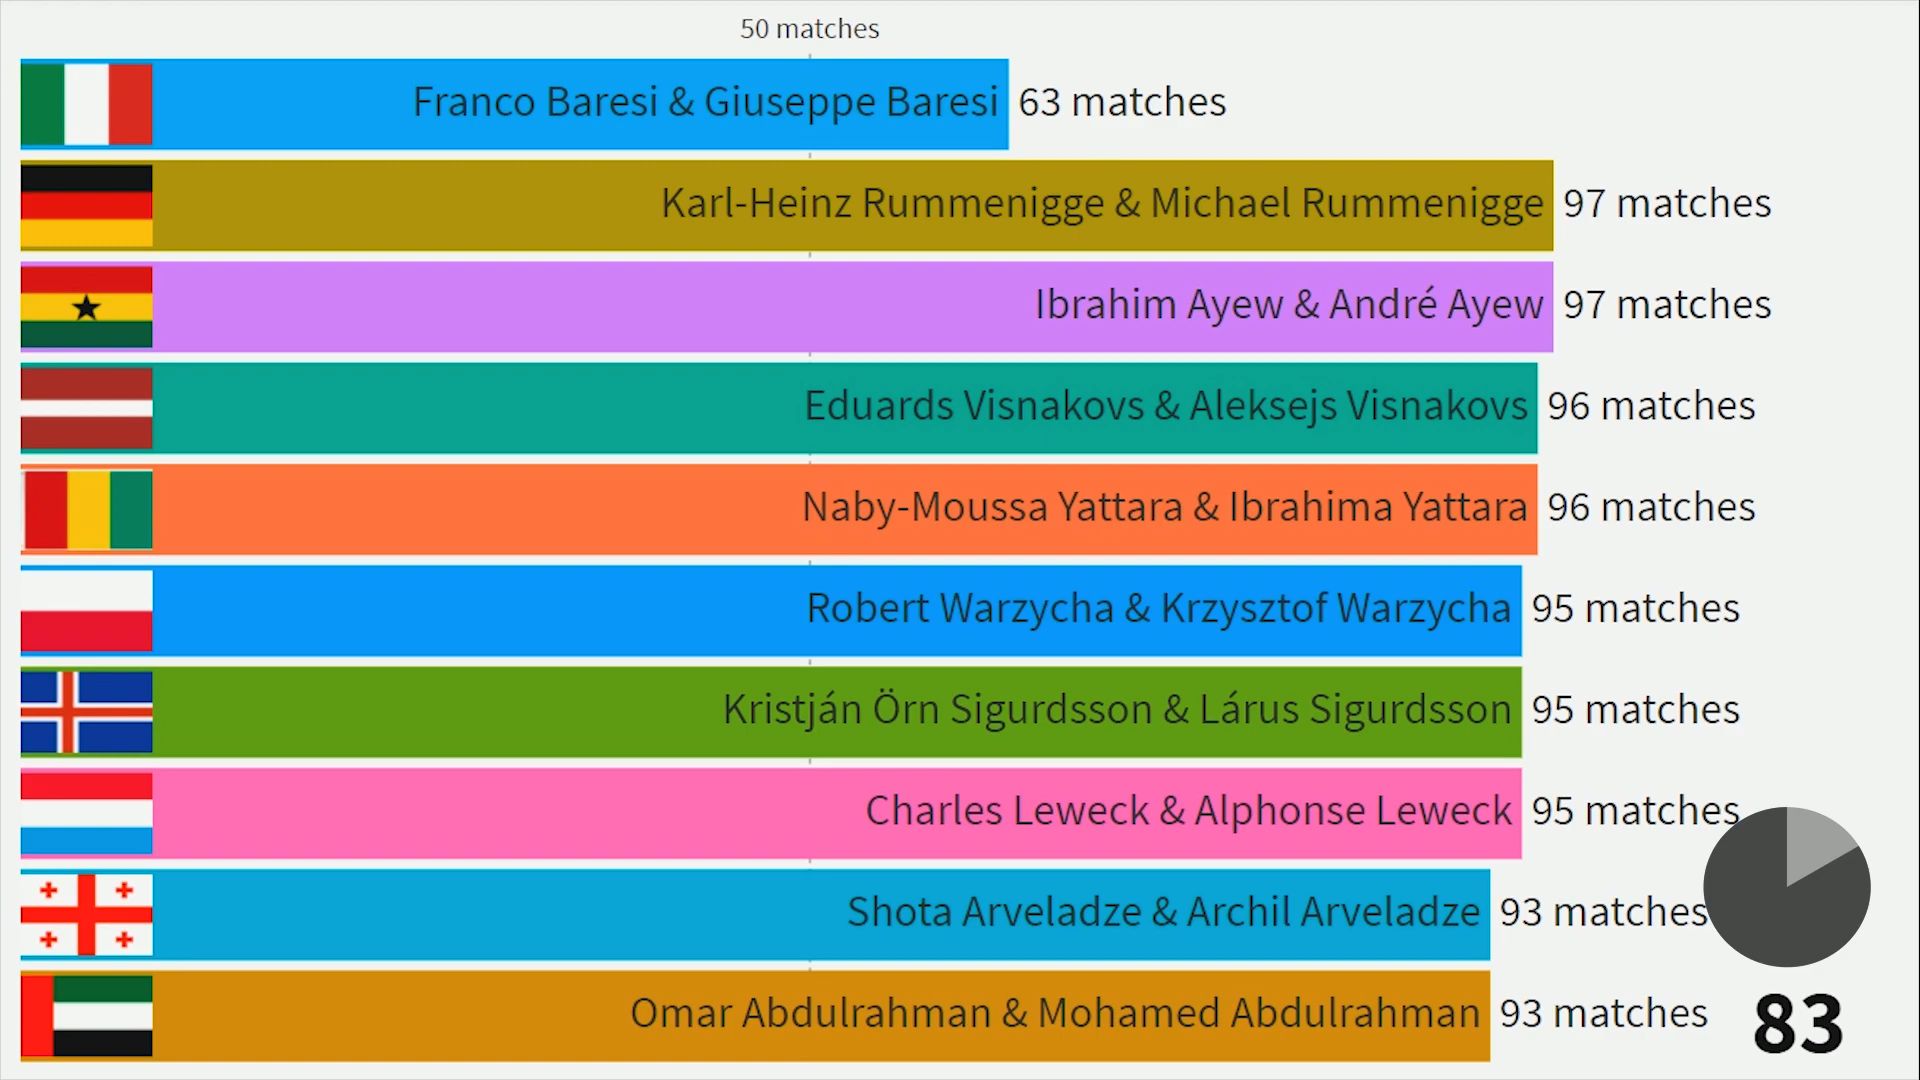 50 matches
Franco Baresi & Giuseppe Baresi 63 matches
Karl-Heinz Rummenigge & Michael Rummenigge 97 matches
Ibrahim Ayew & André Ayew 97 matches
Eduards Visnakovs & Aleksejs Visnakovs 96 matches
Naby-Moussa Yattara & Ibrahima Yattara 96 matches
Robert Warzycha & Krzysztof Warzycha 95 matches
Kristján Örn Sigurdsson & Lárus Sigurdsson 95 matches
Charles Leweck & Alphonse Leweck 95 matches
Shota Arveladze & Archil Arveladze 93 matches
Omar Abdulrahman & Mohamed Abdulrahman 93 matches
83